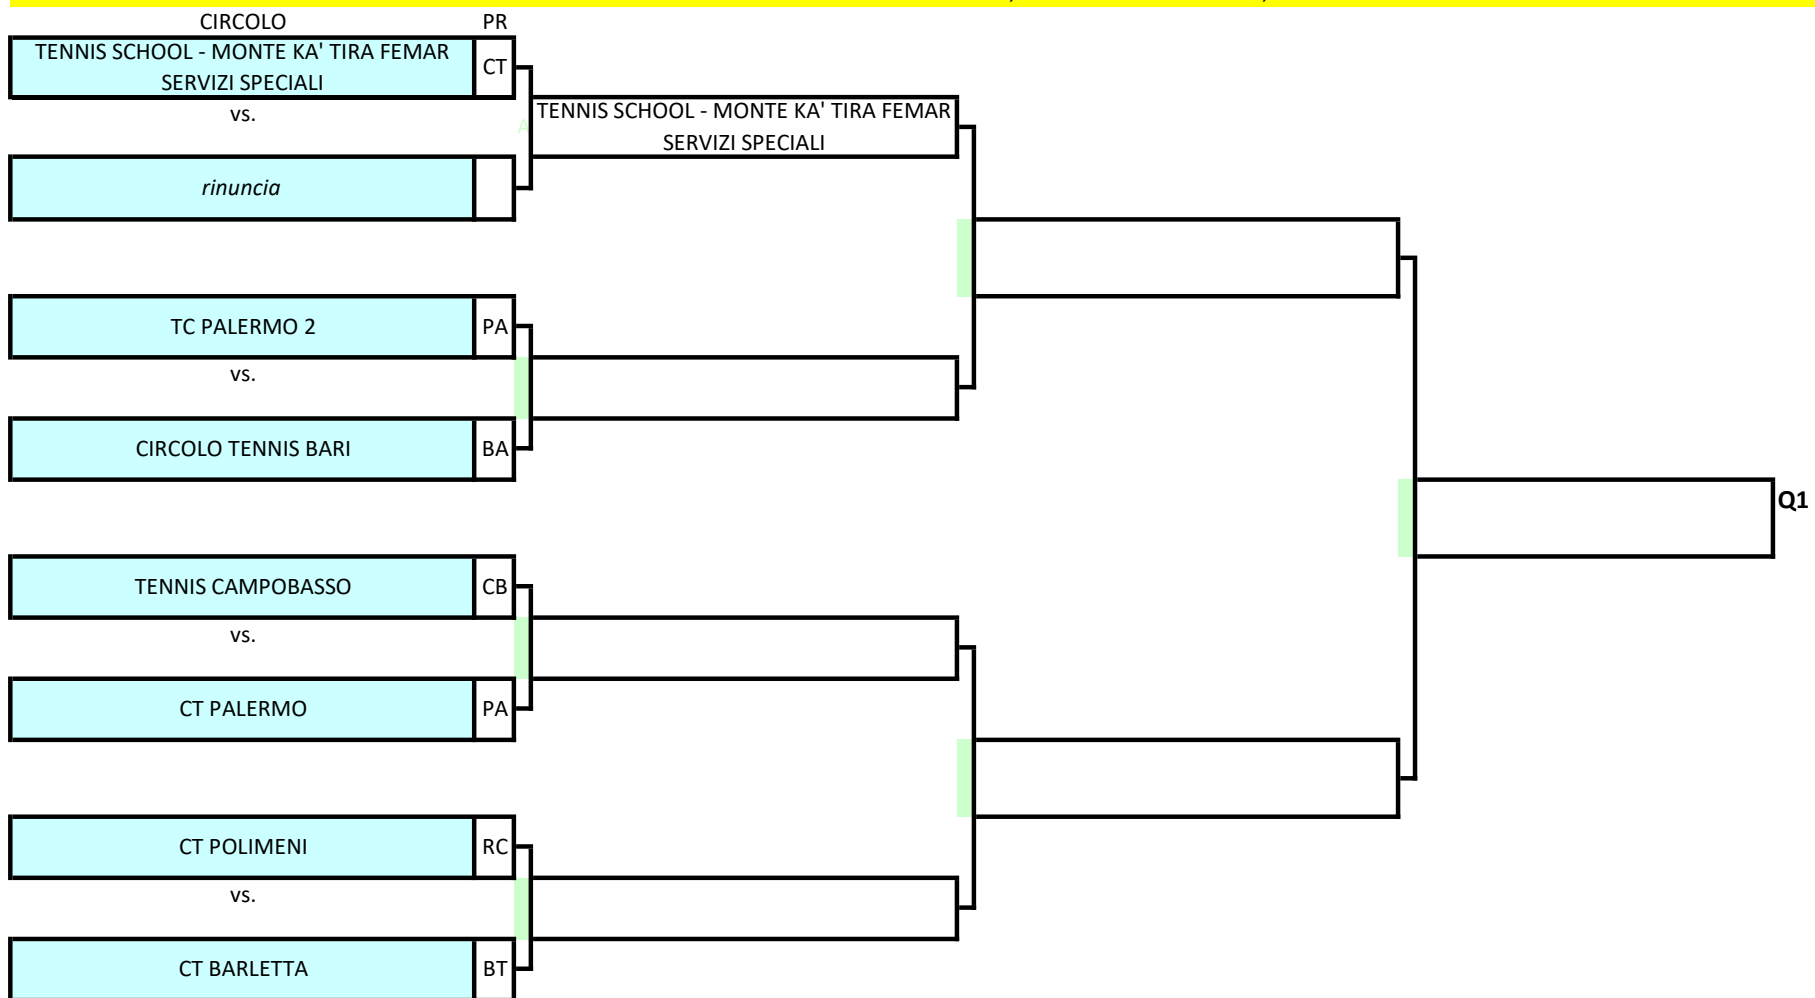 CIRCOLO PR
TENNIS SCHOOL - MONTE KA' TIRA FEMAR
SERVIZI SPECIALI
CT
vs.
TENNIS SCHOOL - MONTE KA' TIRA FEMAR
SERVIZI SPECIALI
A
rinuncia
TC PALERMO 2 PA
vs.
CIRCOLO TENNIS BARI BA
Q1
TENNIS CAMPOBASSO CB
vs.
CT PALERMO PA
CT POLIMENI RC
vs.
CT BARLETTA BT